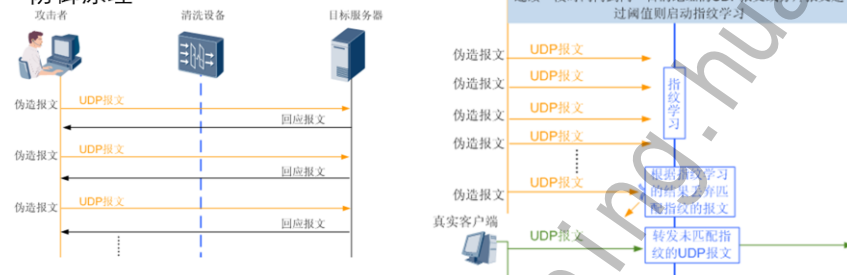 防御原理
攻击者
清洗设备
目标服务器
伪造报文
UDP报文
回应报文
伪造报文
UDP报文
回应报文
伪造报文
UDP报文
回应报文
过阈值则启动指纹学习
伪造报文
UDP报文
伪造报文
UDP报文
伪造报文
UDP报文
伪造报文
UDP报文
指纹学习
伪造报文
UDP报文
根据指纹学习
的结果丢弃匹
配指纹的报文
真实客户端
UDP报文
转发未匹配指
纹的UDP报文